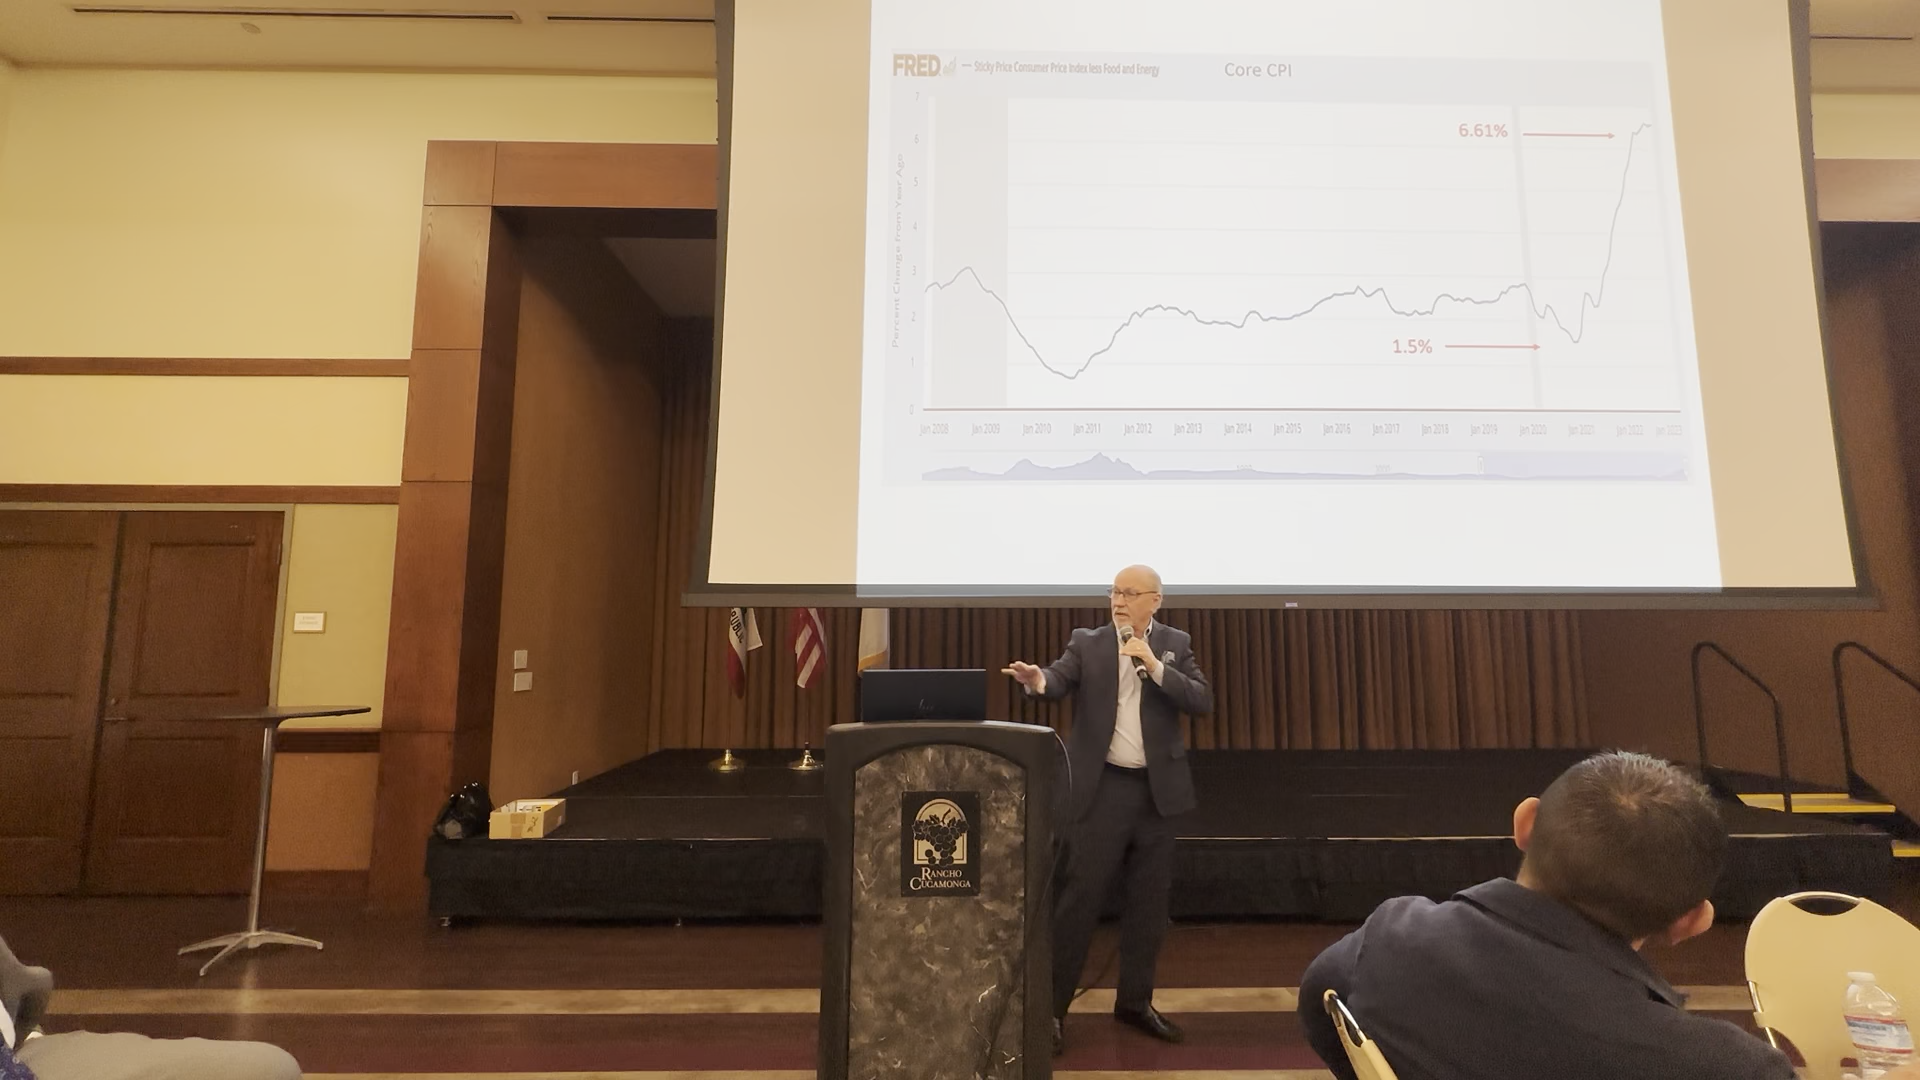 FRED
Sticky Price Consumer Price Index less Food and Energy
Core CPI
Percent Change from Year Ago
7
6
5
4
3
2
1
0
6.61%
1.5%
Jan 2008 Jan 2009 Jan 2010 Jan 2011 Jan 2012 Jan 2013 Jan 2014 Jan 2015 Jan 2016 Jan 2017 Jan 2018 Jan 2019 Jan 2020 Jan 2021 Jan 2022 Jan 2023
PUBLIC
hp
RANCHO
CUCAMONGA